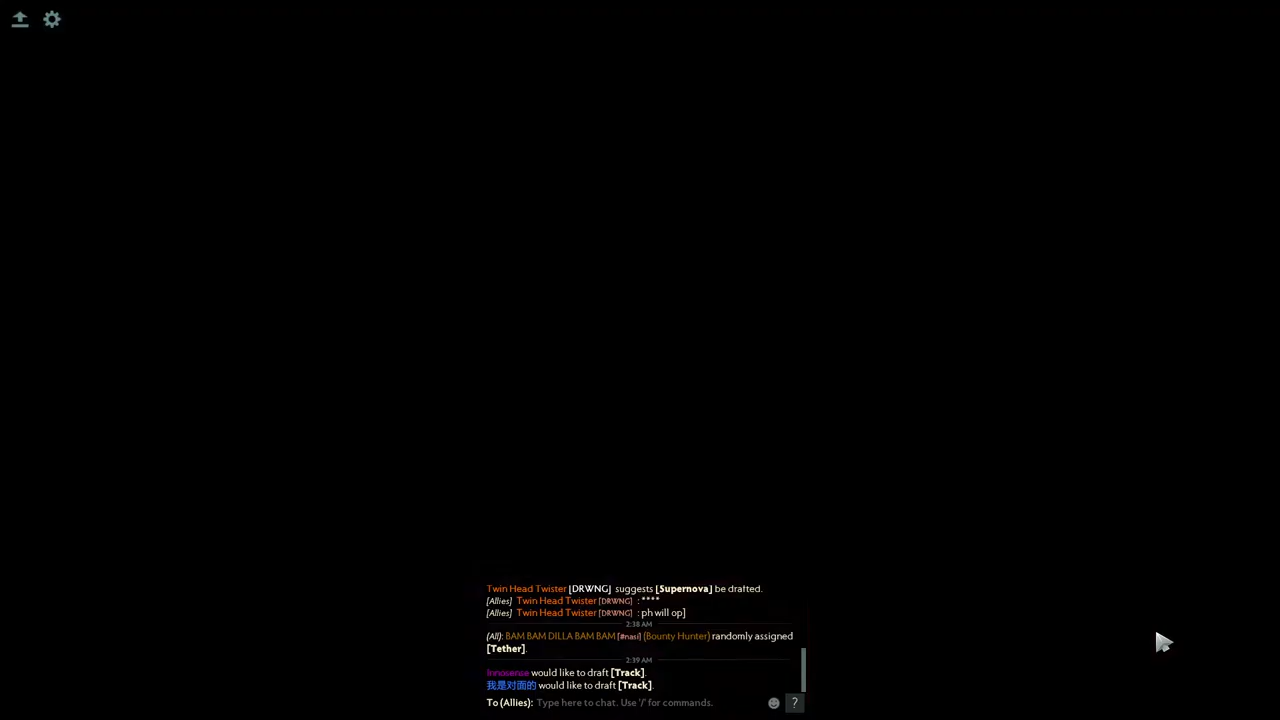 Twin Head Twister [DRWNG] suggests [Supernova] be drafted.
[Allies] Twin Head Twister [DRWNG] : ****
[Allies] Twin Head Twister [DRWNG] : ph will op]
2:38 AM
(All): BAM BAM DILLA BAM BAM [#nasi] (Bounty Hunter) randomly assigned
[Tether].
2:39 AM
Innosense would like to draft [Track].
我是对面的 would like to draft [Track].
To (Allies): Type here to chat. Use '/' for commands.
?